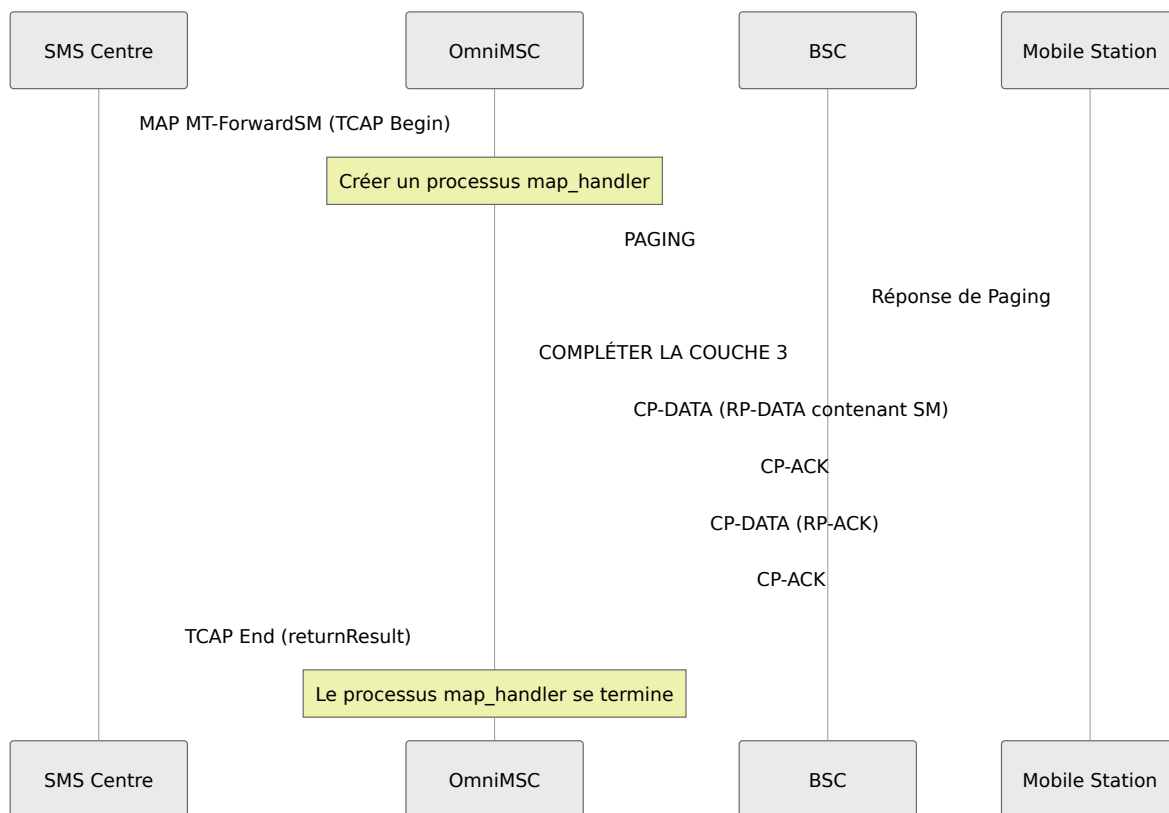 SMS Centre
OmniMSC
BSC
Mobile Station
MAP MT-ForwardSM (TCAP Begin)
Créer un processus map_handler
PAGING
Réponse de Paging
COMPLÉTER LA COUCHE 3
CP-DATA (RP-DATA contenant SM)
CP-ACK
CP-DATA (RP-ACK)
CP-ACK
TCAP End (returnResult)
Le processus map_handler se termine
SMS Centre
OmniMSC
BSC
Mobile Station